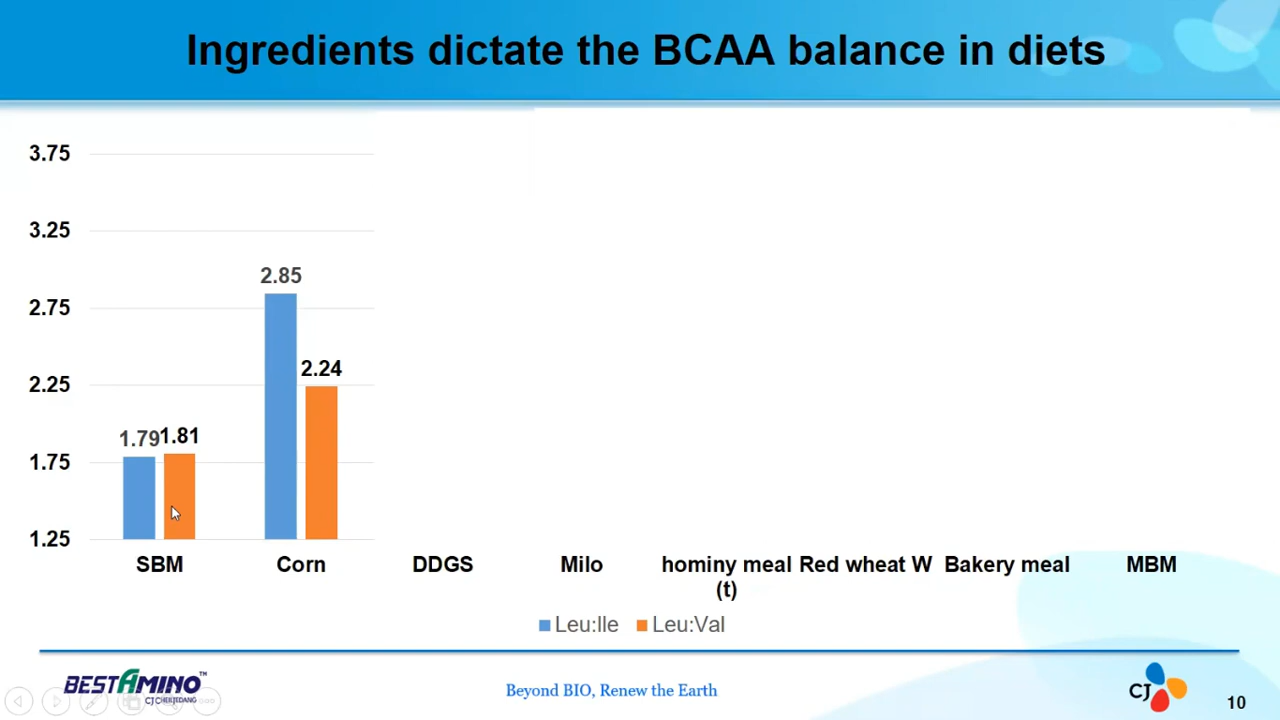 Ingredients dictate the BCAA balance in diets
3.75
3.25
2.75
2.25
1.75
1.25
1.79
1.81
2.85
2.24
SBM
Corn
DDGS
Milo
hominy meal
(t)
Red wheat W
Bakery meal
MBM
Leu:Ile
Leu:Val
BESTAMINO™
CJ CHEILJEDANG
Beyond BIO, Renew the Earth
CJ
10